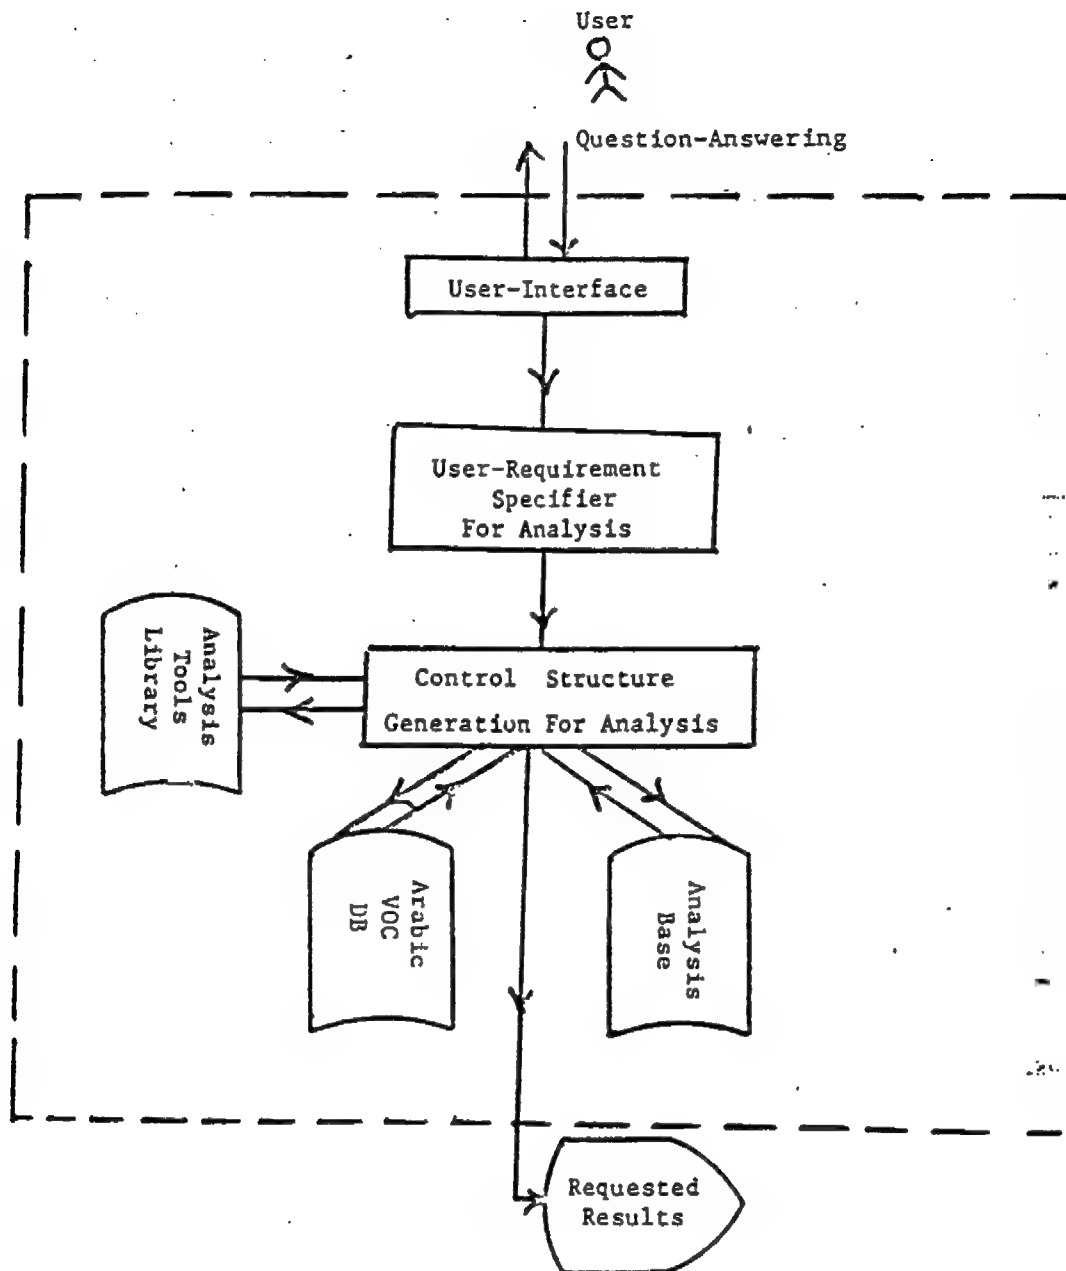 User
Question-Answering
User-Interface
User-Requirement
Specifier
For Analysis
Analysis
Tools
Library
Control Structure
Generation For Analysis
Arabic
VOC
DB
Analysis
Base
Requested
Results